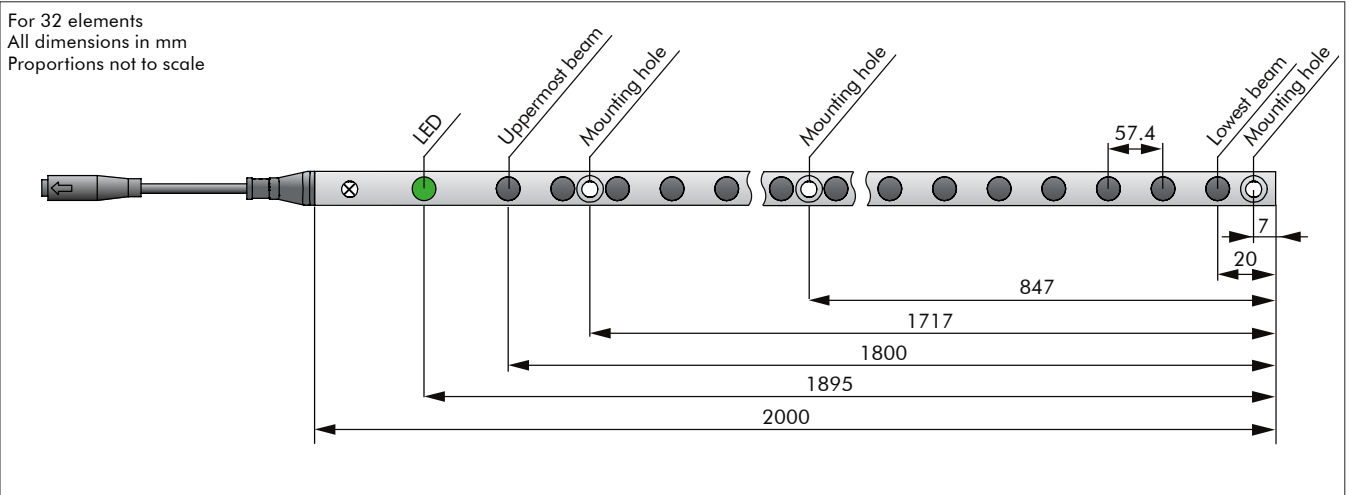 For 32 elements
All dimensions in mm
Proportions not to scale
LED
Uppermost beam
Mounting hole
Mounting hole
Lowest beam
Mounting hole
57.4
7
20
847
1717
1800
1895
2000